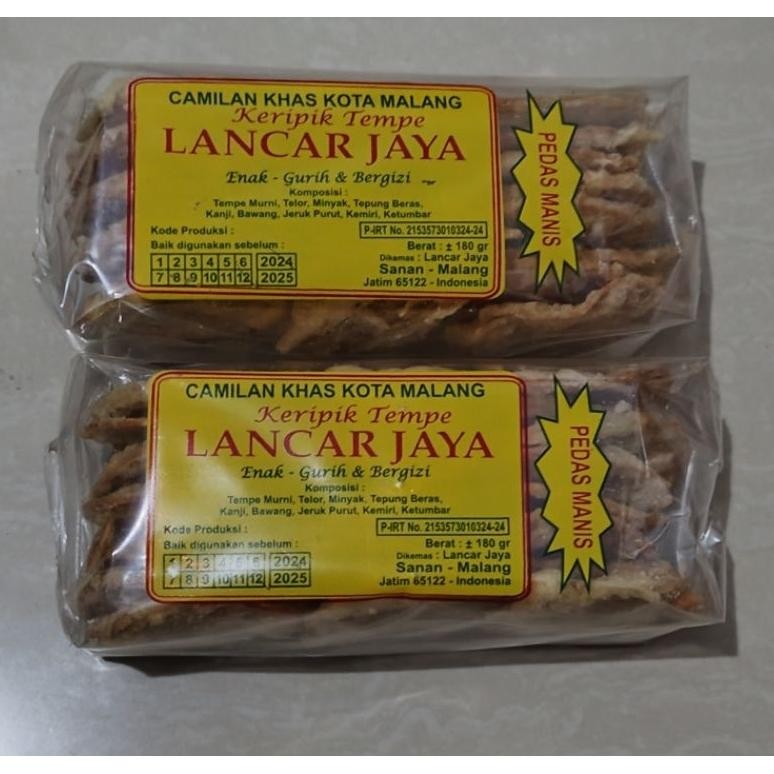 CAMILAN KHAS KOTA MALANG
Keripik Tempe
LANCAR JAYA
Enak - Gurih & Bergizi
Komposisi :
Tempe Murni, Telor, Minyak, Tepung Beras,
Kanji, Bawang, Jeruk Purut, Kemiri, Ketumbar
Kode Produksi :
P-IRT No. 2153573010324-24
Baik digunakan sebelum :
1 2 3 4 5 6 2024
7 8 9 10 11 12 2025
Berat : ± 180 gr
Dikemas : Lancar Jaya
Sanan - Malang
Jatim 65122 - Indonesia
PEDAS MANIS
CAMILAN KHAS KOTA MALANG
Keripik Tempe
LANCAR JAYA
Enak - Gurih & Bergizi
Komposisi :
Tempe Murni, Telor, Minyak, Tepung Beras,
Kanji, Bawang, Jeruk Purut, Kemiri, Ketumbar
Kode Produksi :
P-IRT No. 2153573010324-24
Baik digunakan sebelum :
1 2 3 4 5 6 2024
7 8 9 10 11 12 2025
Berat : ± 180 gr
Dikemas : Lancar Jaya
Sanan - Malang
Jatim 65122 - Indonesia
PEDAS MANIS